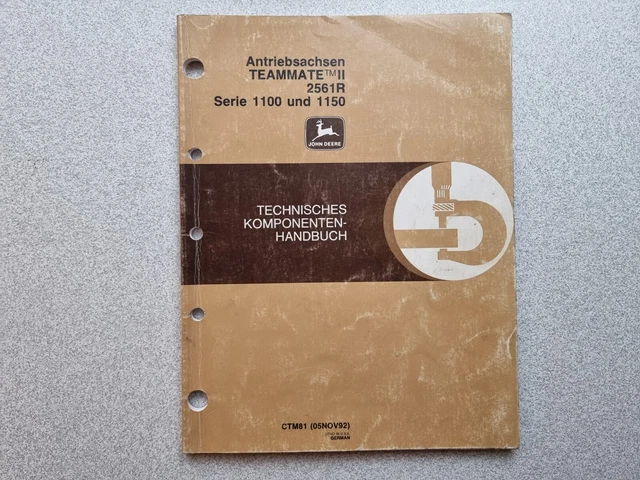 Antriebsachsen
TEAMMATE™II
2561R
Serie 1100 und 1150
JOHN DEERE
TECHNISCHES
KOMPONENTEN-
HANDBUCH
CTM81 (05NOV92)
GERMAN